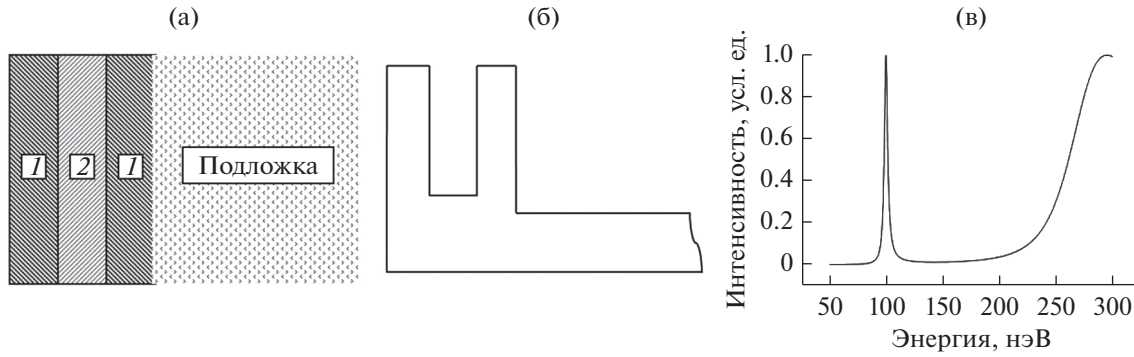 (а)
(б)
(в)
1
2
1
Подложка
Интенсивность, усл. ед.
1.0
0.8
0.6
0.4
0.2
0
50 100 150 200 250 300
Энергия, нэВ